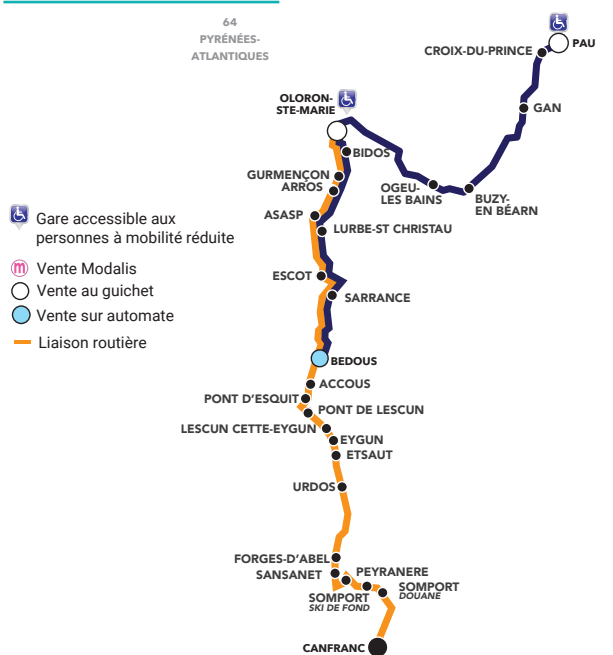 64
PYRÉNÉES-
ATLANTIQUES
CROIX-DU-PRINCE
PAU
GAN
OLORON-
STE-MARIE
BIDOS
GURMENÇON
ARROS
OGEU-
LES BAINS
BUZY-
EN BÉARN
ASASP
LURBE-ST CHRISTAU
ESCOT
SARRANCE
Gare accessible aux
personnes à mobilité réduite
m Vente Modalis
Vente au guichet
Vente sur automate
Liaison routière
BEDOUS
ACCOUS
PONT D'ESQUIT
PONT DE LESCUN
LESCUN CETTE-EYGUN
EYGUN
ETSAUT
URDOS
FORGES-D'ABEL
SANSANET
PEYRANERE
SOMPORT
SKI DE FOND
SOMPORT
DOUANE
CANFRANC